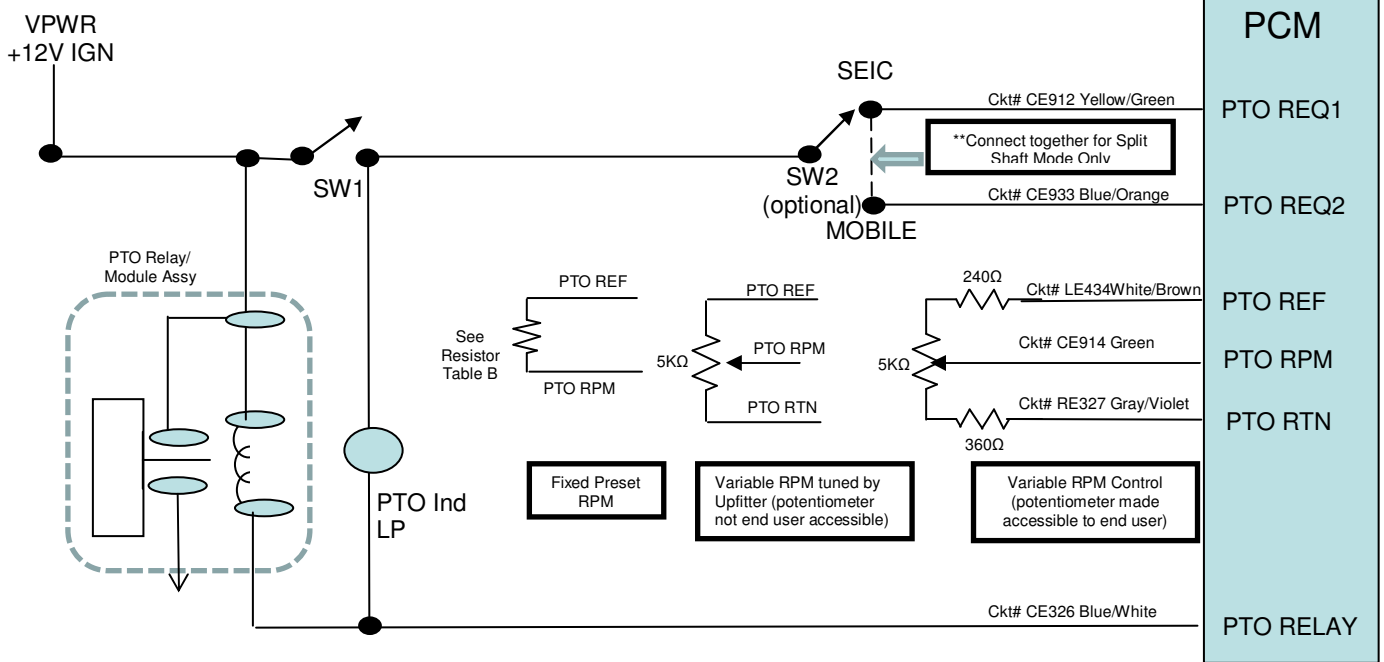 VPWR
+12V IGN
PCM
SEIC
Ckt# CE912 Yellow/Green
PTO REQ1
**Connect together for Split
Shaft Mode Only
SW1
SW2
(optional)
MOBILE
Ckt# CE933 Blue/Orange
PTO REQ2
PTO Relay/
Module Assy
PTO REF
See
Resistor
Table B
PTO RPM
PTO REF
5KΩ
PTO RPM
PTO RTN
240Ω
Ckt# LE434White/Brown
PTO REF
5KΩ
Ckt# CE914 Green
PTO RPM
Ckt# RE327 Gray/Violet
PTO RTN
360Ω
PTO Ind
LP
Fixed Preset
RPM
Variable RPM tuned by
Upfitter (potentiometer
not end user accessible)
Variable RPM Control
(potentiometer made
accessible to end user)
Ckt# CE326 Blue/White
PTO RELAY